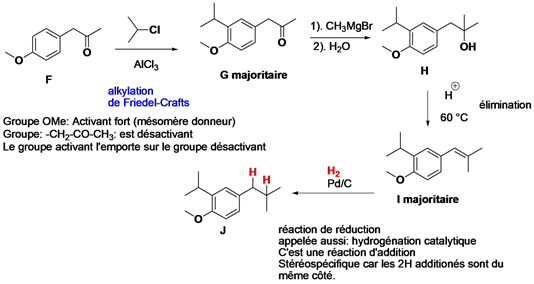 Cl
AlCl3
O
O
F
alkylation
de Friedel-Crafts
O
O
G majoritaire
1). CH3MgBr
2). H2O
O
OH
H
Groupe OMe: Activant fort (mésomère donneur)
Groupe: -CH2-CO-CH3: est désactivant
Le groupe activant l'emporte sur le groupe désactivant
H
⊕
60 °C
élimination
O
I majoritaire
H2
Pd/C
H
H
O
J
réaction de réduction
appelée aussi: hydrogénation catalytique
C'est une réaction d'addition
Stéréospecifique car les 2H additionés sont du
même côté.